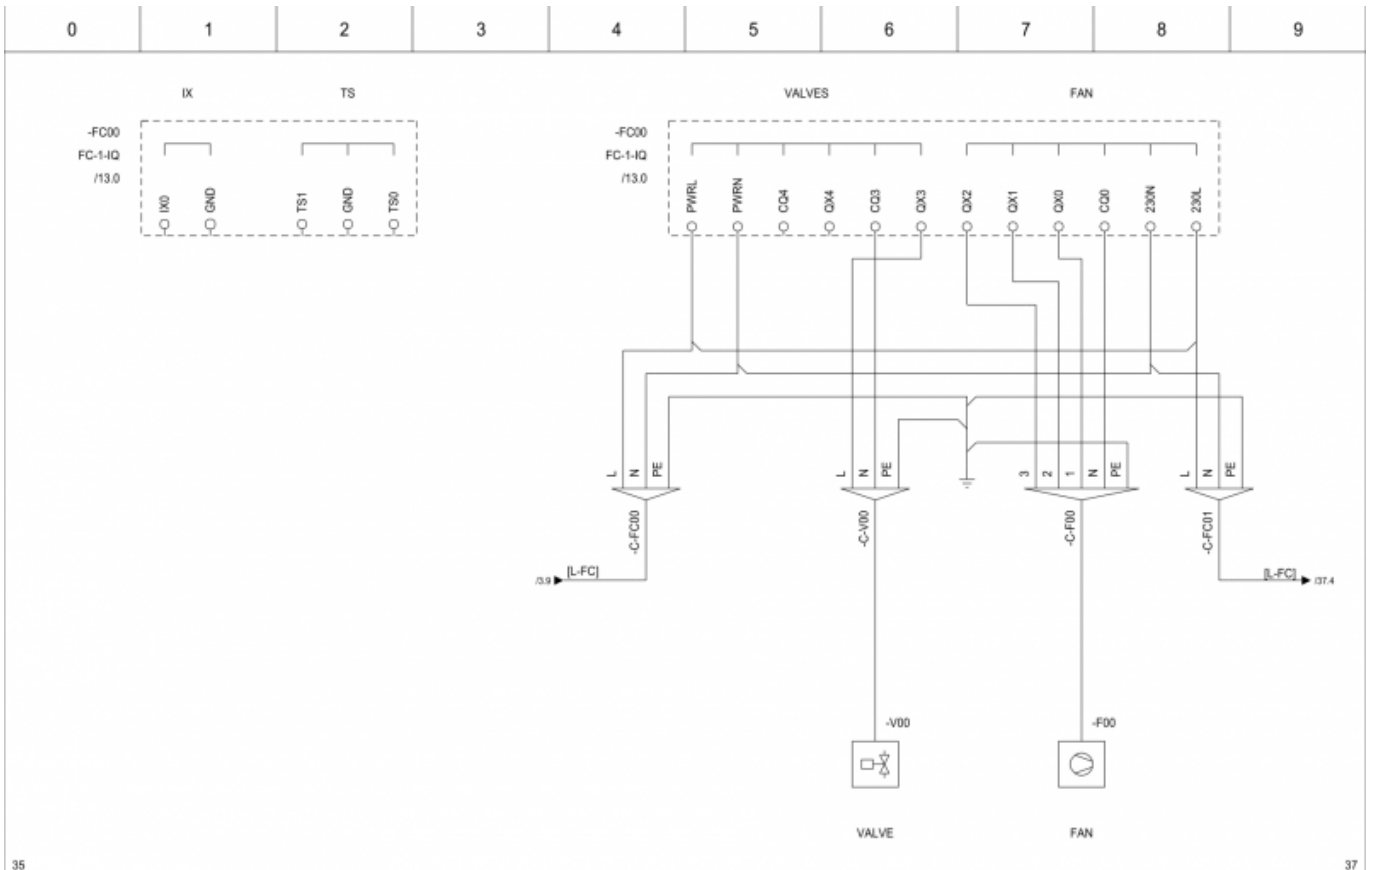 0 1 2 3 4 5 6 7 8 9
IX TS VALVES FAN
-FC00
FC-1-IQ
/13.0
IX0
GND
TS1
GND
TS0
-FC00
FC-1-IQ
/13.0
PWRL
PWRN
CQ4
QX4
CQ3
QX3
QX2
QX1
QX0
CQ0
230N
230L
L
N
PE
L
N
PE
3
2
1
N
PE
L
N
PE
-C-FC00
-C-V00
-C-F00
-C-FC01
/3.9 [L-FC]
[L-FC] /37.4
-V00
-F00
VALVE
FAN
35
37